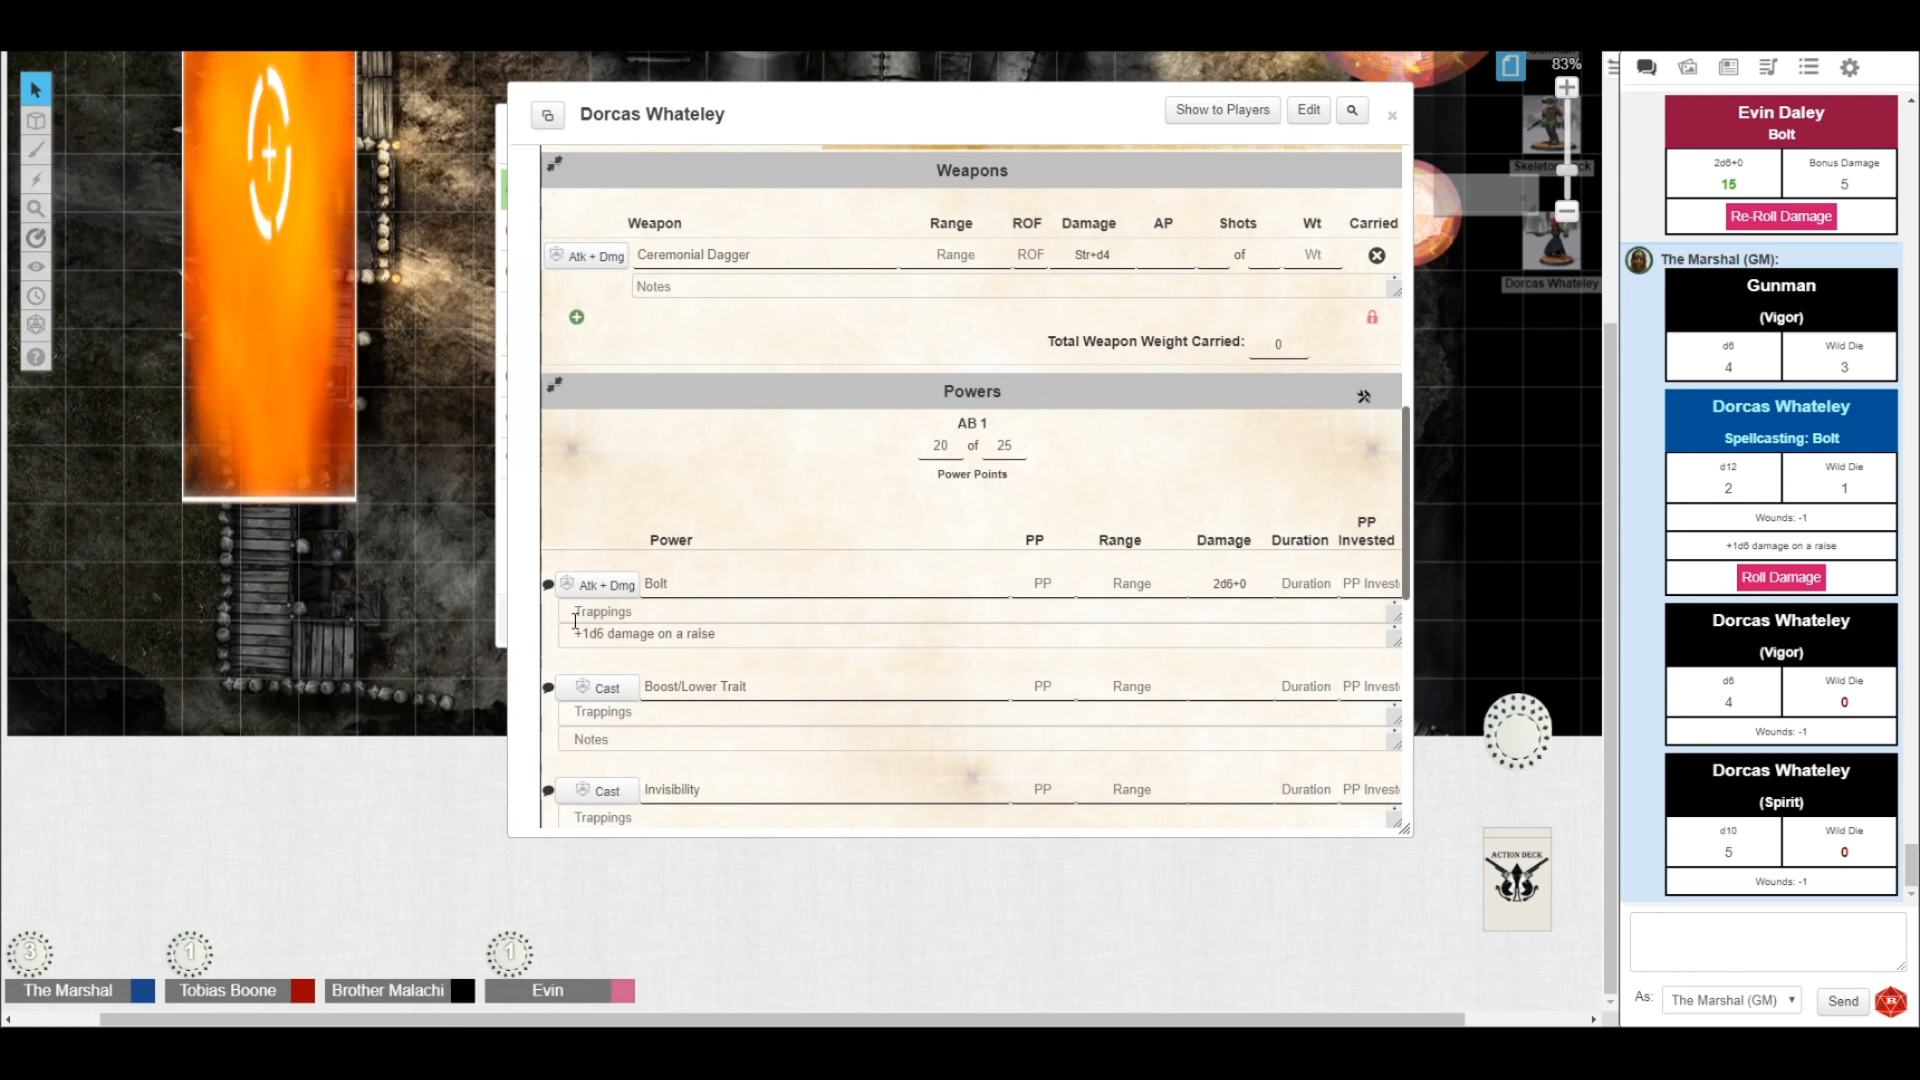 Dorcas Whateley
Show to Players
Edit
83%
Weapons
Weapon Range ROF Damage AP Shots Wt Carried
Atk + Dmg Ceremonial Dagger Range ROF Str+d4 of Wt
Notes
Total Weapon Weight Carried: 0
Powers
AB 1
20 of 25
Power Points
Power PP Range Damage Duration PP Invested
Atk + Dmg Bolt PP Range 2d6+0 Duration PP Invest
Trappings
+1d6 damage on a raise
Cast Boost/Lower Trait PP Range Duration PP Invest
Trappings
Notes
Cast Invisibility PP Range Duration PP Invest
Trappings
Dorcas Whateley
ACTION DECK
3
1
1
The Marshal
Tobias Boone
Brother Malachi
Evin
Evin Daley
Bolt
2d6+0 Bonus Damage
15 5
Re-Roll Damage
The Marshal (GM):
Gunman
(Vigor)
d6 Wild Die
4 3
Dorcas Whateley
Spellcasting: Bolt
d12 Wild Die
2 1
Wounds: -1
+1d6 damage on a raise
Roll Damage
Dorcas Whateley
(Vigor)
d6 Wild Die
4 0
Wounds: -1
Dorcas Whateley
(Spirit)
d10 Wild Die
5 0
Wounds: -1
As: The Marshal (GM) Send